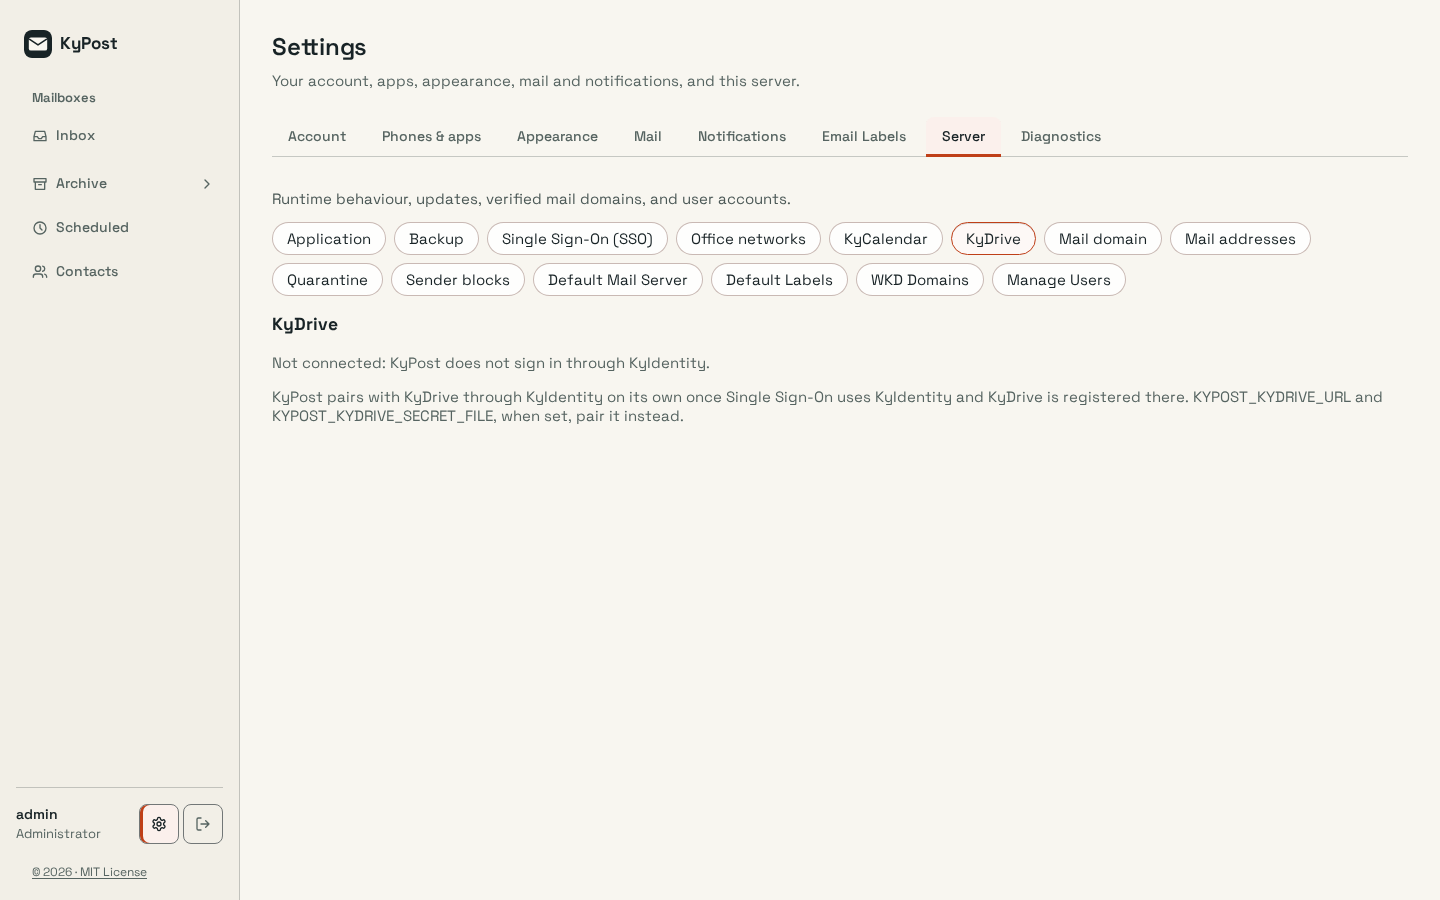 KyPost
Settings
Your account, apps, appearance, mail and notifications, and this server.
Mailboxes
Inbox
Archive
Scheduled
Contacts
Account
Phones & apps
Appearance
Mail
Notifications
Email Labels
Server
Diagnostics
Runtime behaviour, updates, verified mail domains, and user accounts.
Application
Backup
Single Sign-On (SSO)
Office networks
KyCalendar
KyDrive
Mail domain
Mail addresses
Quarantine
Sender blocks
Default Mail Server
Default Labels
WKD Domains
Manage Users
KyDrive
Not connected: KyPost does not sign in through KyIdentity.
KyPost pairs with KyDrive through KyIdentity on its own once Single Sign-On uses KyIdentity and KyDrive is registered there. KYPOST_KYDRIVE_URL and
KYPOST_KYDRIVE_SECRET_FILE, when set, pair it instead.
admin
Administrator
© 2026 · MIT License